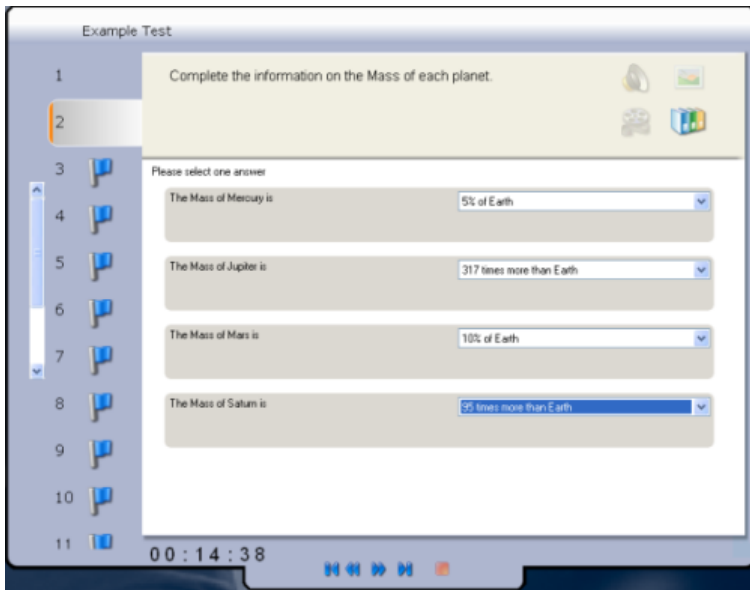 Example Test
1
Complete the information on the Mass of each planet.
2
3
Please select one answer
The Mass of Mercury is
5% of Earth
4
5
The Mass of Jupiter is
317 times more than Earth
6
The Mass of Mars is
10% of Earth
7
8
The Mass of Saturn is
95 times more than Earth
9
10
11
00:14:38